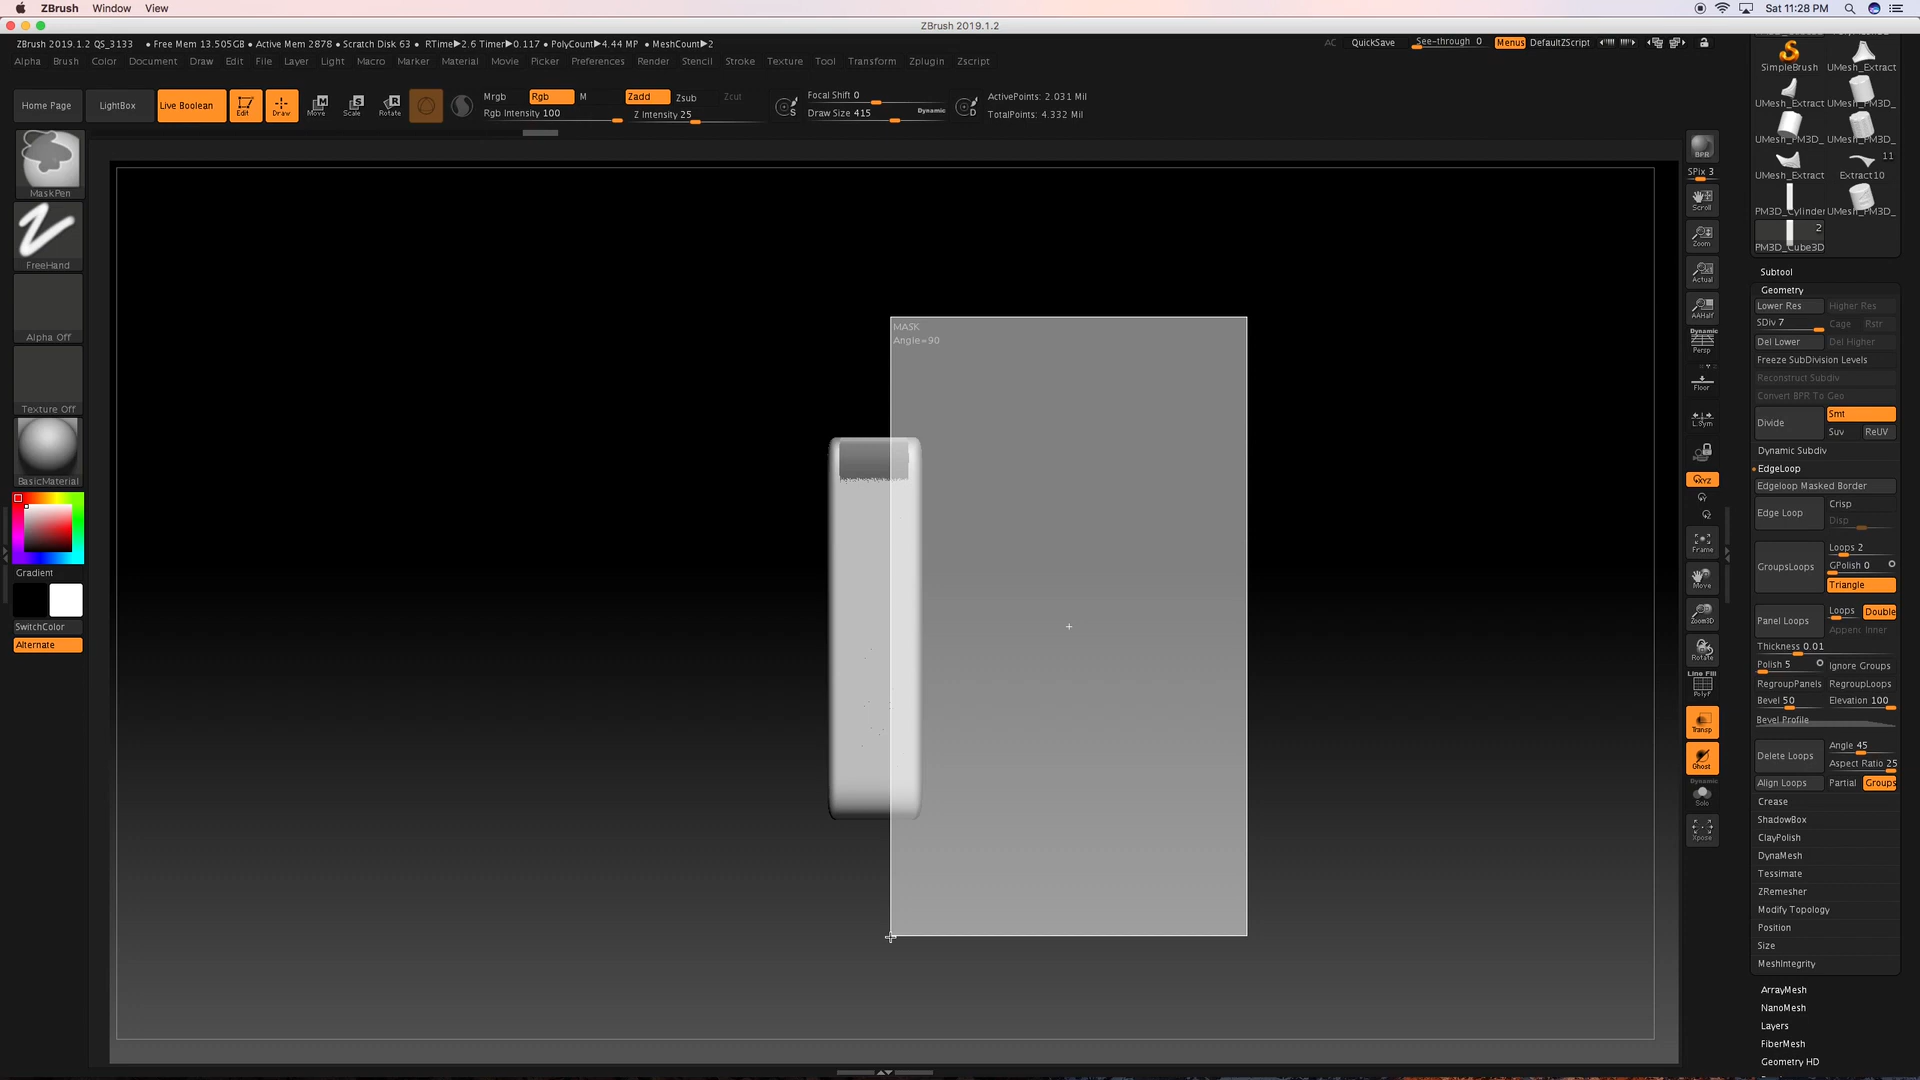 ZBrush Window View
Sat 11:28 PM
ZBrush 2019.1.2
ZBrush 2019.1.2 QS_3133 • Free Mem 13.505GB • Active Mem 2878 • Scratch Disk 63 • RTime▶2.6 Timer▶0.117 • PolyCount▶4.44 MP • MeshCount▶2
AC QuickSave See-through 0 Menus DefaultZScript
Alpha Brush Color Document Draw Edit File Layer Light Macro Marker Material Movie Picker Preferences Render Stencil Stroke Texture Tool Transform Zplugin Zscript
Home Page LightBox Live Boolean Edit Draw Move Scale Rotate
Mrgb Rgb M Zadd Zsub Zcut
Rgb Intensity 100 Z Intensity 25
Focal Shift 0
Draw Size 415 Dynamic
S D
ActivePoints: 2.031 Mil
TotalPoints: 4.332 Mil
MaskPen
FreeHand
Alpha Off
Texture Off
BasicMaterial
Gradient
SwitchColor
Alternate
MASK
Angle=90
BPR
SPix 3
Scroll
Zoom
Actual
AAHalf
Dynamic
Persp
Floor
L.Sym
XYZ
Y
Z
Frame
Move
Zoom3D
Rotate
Line Fill
PolyF
Transp
Ghost
Dynamic
Solo
Xpose
SimpleBrush UMesh_Extract
UMesh_Extract UMesh_PM3D_
UMesh_PM3D_ UMesh_PM3D_
11
UMesh_Extract Extract10
PM3D_Cylinder UMesh_PM3D_
2
PM3D_Cube3D
Subtool
Geometry
Lower Res Higher Res
SDiv 7 Cage Rstr
Del Lower Del Higher
Freeze SubDivision Levels
Reconstruct Subdiv
Convert BPR To Geo
Divide Smt
Suv ReUV
Dynamic Subdiv
EdgeLoop
Edgeloop Masked Border
Edge Loop Crisp
Disp
GroupsLoops Loops 2
GPolish 0
Triangle
Panel Loops Loops Double
Append Inner
Thickness 0.01
Polish 5 Ignore Groups
RegroupPanels RegroupLoops
Bevel 50 Elevation 100
Bevel Profile
Delete Loops Angle 45
Aspect Ratio 25
Align Loops Partial Groups
Crease
ShadowBox
ClayPolish
DynaMesh
Tessimate
ZRemesher
Modify Topology
Position
Size
MeshIntegrity
ArrayMesh
NanoMesh
Layers
FiberMesh
Geometry HD